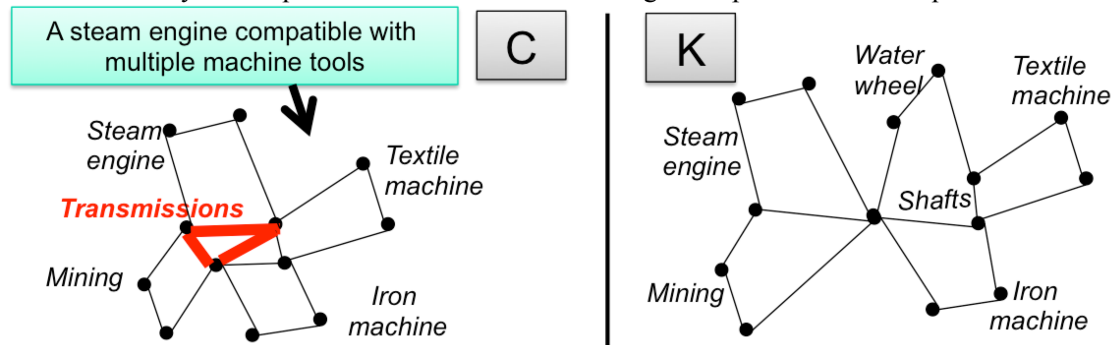 A steam engine compatible with
multiple machine tools
C
Steam
engine
Textile
machine
Transmissions
Mining
Iron
machine
K
Water
wheel
Textile
machine
Steam
engine
Shafts
Mining
Iron
machine